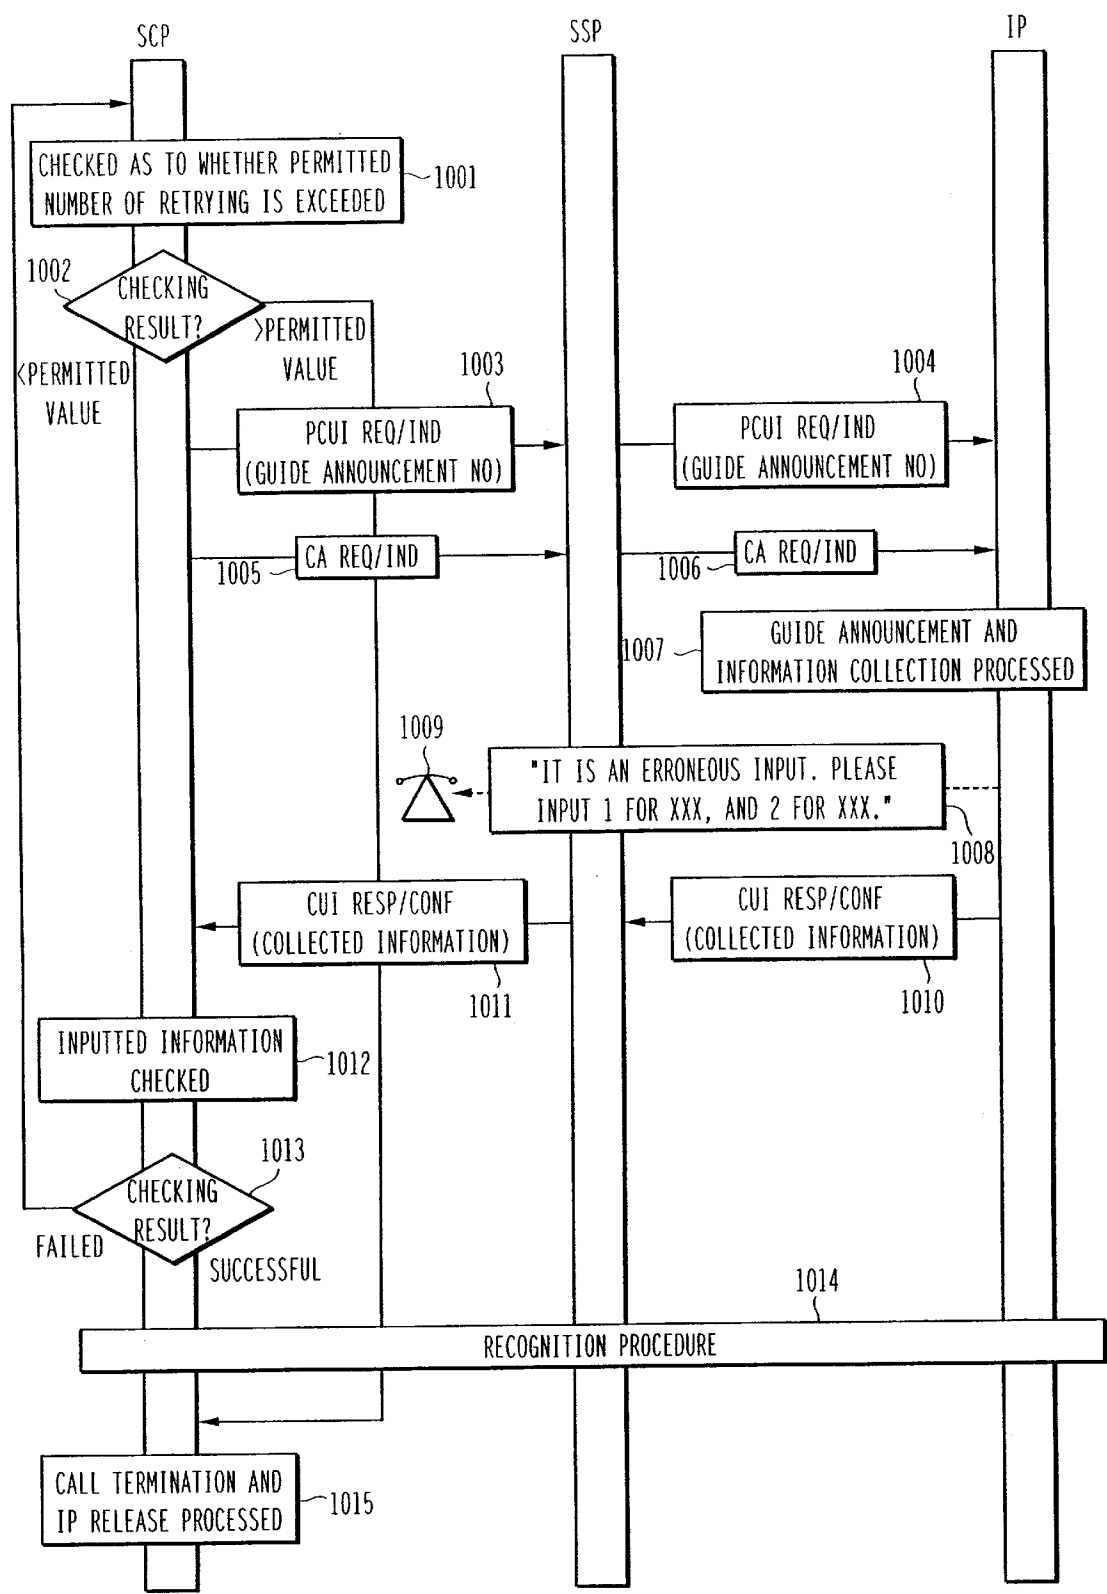 SCP
SSP
IP
CHECKED AS TO WHETHER PERMITTED
NUMBER OF RETRYING IS EXCEEDED
1001
1002
CHECKING
RESULT?
>PERMITTED
VALUE
<PERMITTED
VALUE
1003
PCUI REQ/IND
(GUIDE ANNOUNCEMENT NO)
1004
PCUI REQ/IND
(GUIDE ANNOUNCEMENT NO)
1005
CA REQ/IND
1006
CA REQ/IND
1007
GUIDE ANNOUNCEMENT AND
INFORMATION COLLECTION PROCESSED
1009
"IT IS AN ERRONEOUS INPUT. PLEASE
INPUT 1 FOR XXX, AND 2 FOR XXX."
1008
CUI RESP/CONF
(COLLECTED INFORMATION)
1011
CUI RESP/CONF
(COLLECTED INFORMATION)
1010
INPUTTED INFORMATION
CHECKED
1012
1013
CHECKING
RESULT?
FAILED
SUCCESSFUL
1014
RECOGNITION PROCEDURE
CALL TERMINATION AND
IP RELEASE PROCESSED
1015